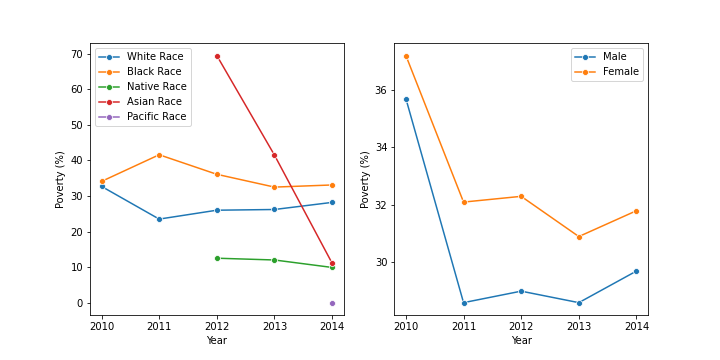 White Race
Black Race
Native Race
Asian Race
Pacific Race
70
60
50
40
30
20
10
0
Poverty (%)
2010 2011 2012 2013 2014
Year
Male
Female
36
34
32
30
Poverty (%)
2010 2011 2012 2013 2014
Year